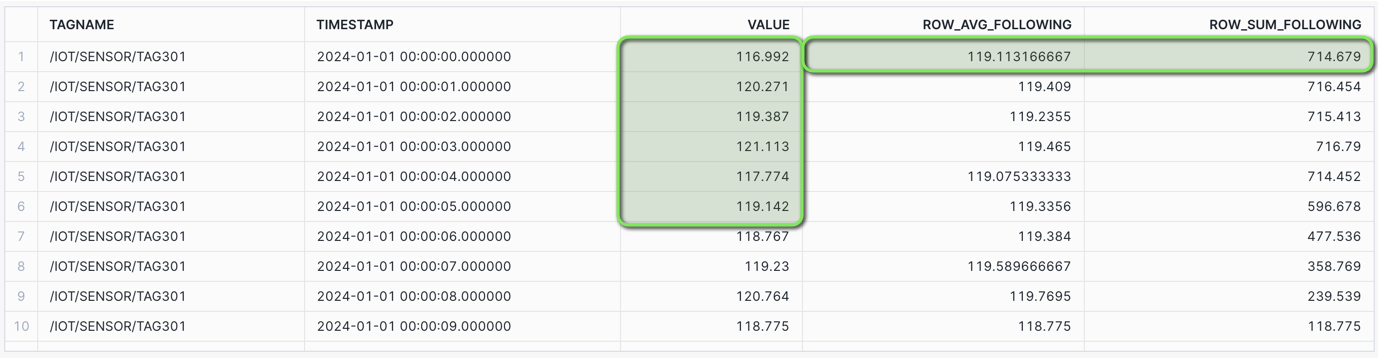 TAGNAME TIMESTAMP VALUE ROW_AVG_FOLLOWING ROW_SUM_FOLLOWING
1 /IOT/SENSOR/TAG301 2024-01-01 00:00:00.000000 116.992 119.113166667 714.679
2 /IOT/SENSOR/TAG301 2024-01-01 00:00:01.000000 120.271 119.409 716.454
3 /IOT/SENSOR/TAG301 2024-01-01 00:00:02.000000 119.387 119.2355 715.413
4 /IOT/SENSOR/TAG301 2024-01-01 00:00:03.000000 121.113 119.465 716.79
5 /IOT/SENSOR/TAG301 2024-01-01 00:00:04.000000 117.774 119.075333333 714.452
6 /IOT/SENSOR/TAG301 2024-01-01 00:00:05.000000 119.142 119.3356 596.678
7 /IOT/SENSOR/TAG301 2024-01-01 00:00:06.000000 118.767 119.384 477.536
8 /IOT/SENSOR/TAG301 2024-01-01 00:00:07.000000 119.23 119.589666667 358.769
9 /IOT/SENSOR/TAG301 2024-01-01 00:00:08.000000 120.764 119.7695 239.539
10 /IOT/SENSOR/TAG301 2024-01-01 00:00:09.000000 118.775 118.775 118.775